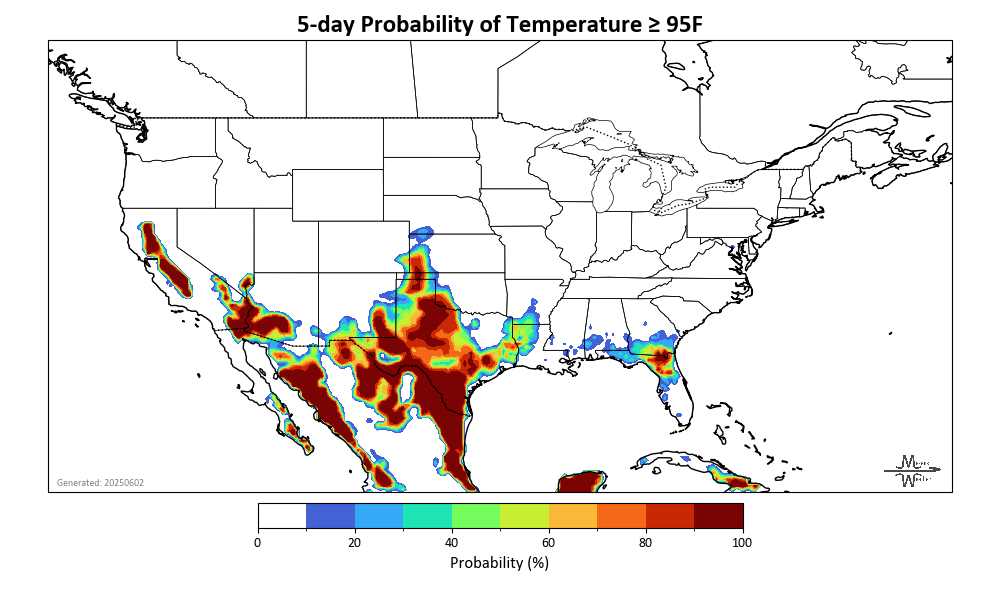 5-day Probability of Temperature ≥ 95F
Generated: 20250602
0 20 40 60 80 100
Probability (%)